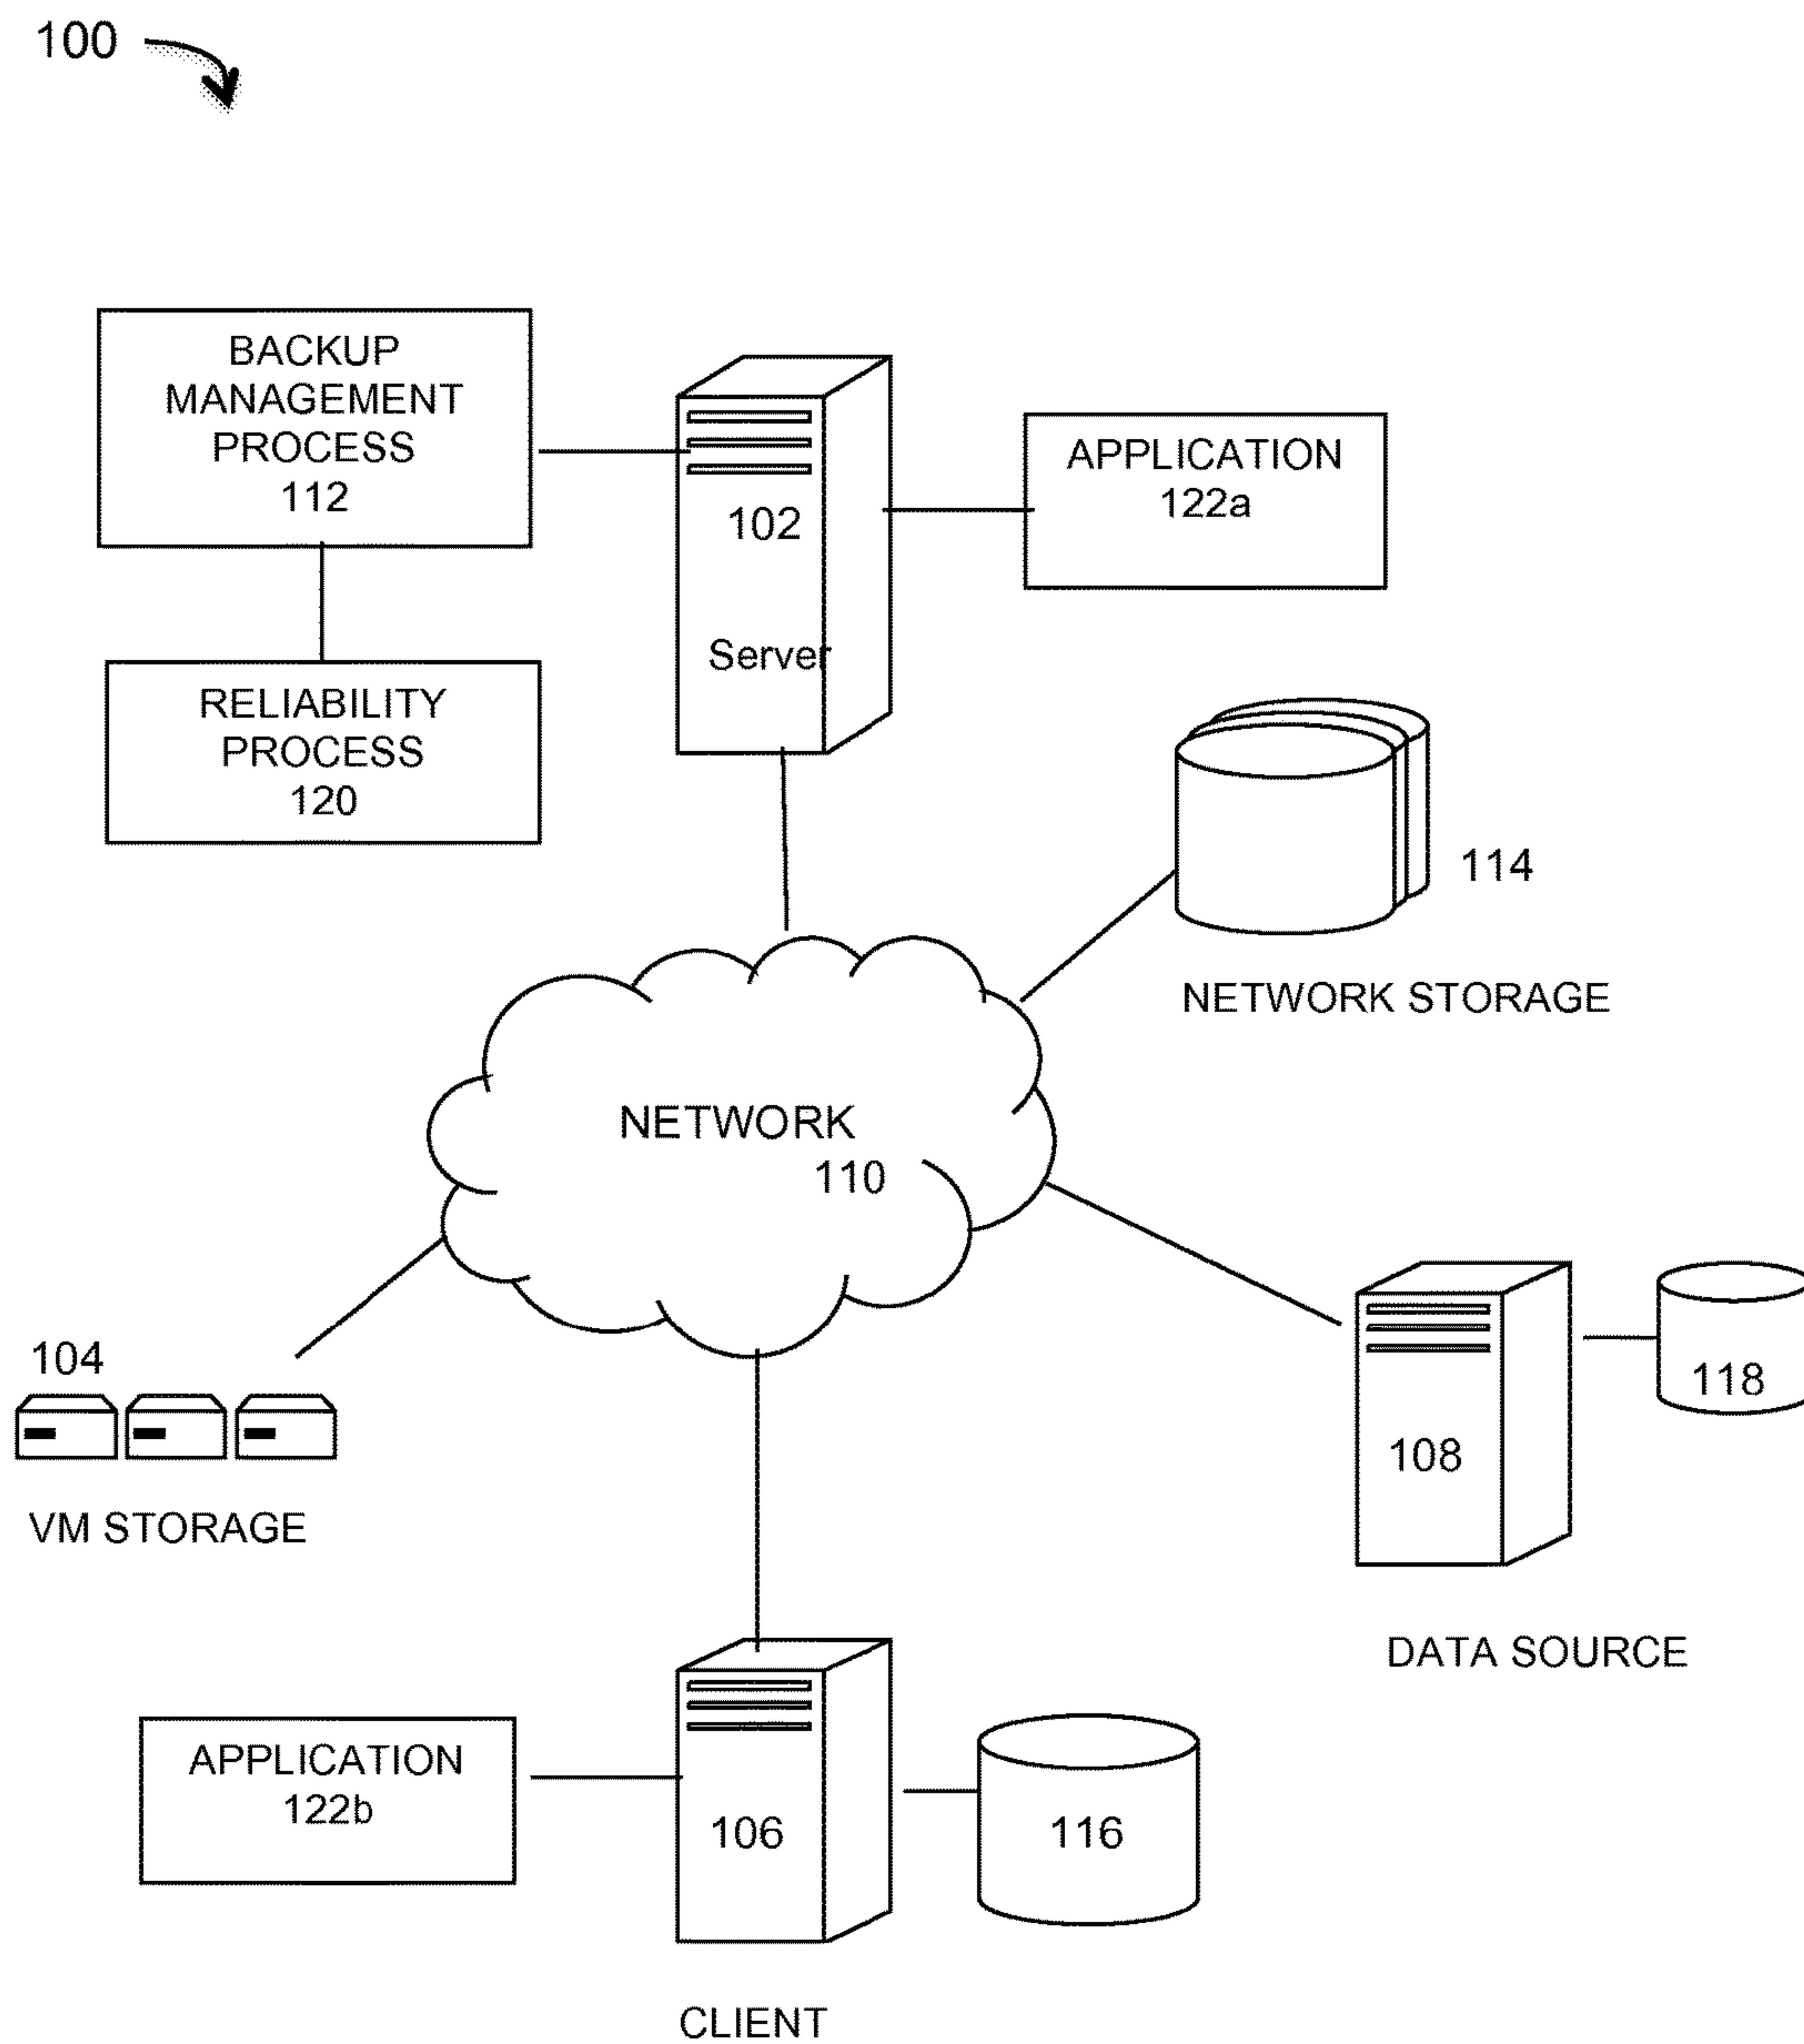 100
BACKUP
MANAGEMENT
PROCESS
112
102
Server
APPLICATION
122a
RELIABILITY
PROCESS
120
114
NETWORK STORAGE
NETWORK
110
104
VM STORAGE
118
108
DATA SOURCE
APPLICATION
122b
106
116
CLIENT